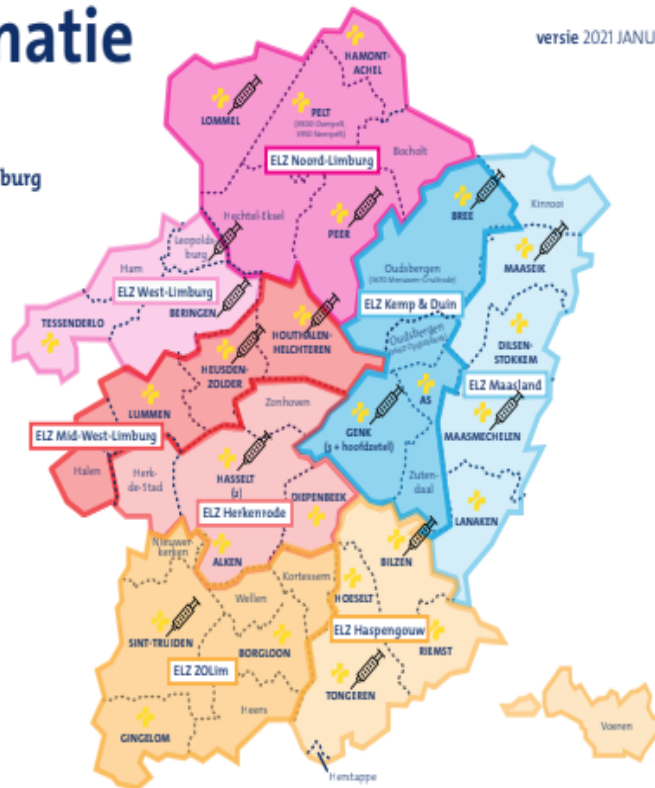 natie
versie 2021 JANU
burg
HAMONT-
ACHEL
LOMMEL
PELT
ELZ Noord-Limburg
Bocholt
Hechtel-Eksel
PEER
BREE
Kinrooi
Leopolds
burg
Ham
ELZ West-Limburg
BERINGEN
TESSENDERLO
Oudsbergen
MAASEIK
ELZ Kemp & Duin
Oudsbergen
HOUTHALEN-
HELCHTEREN
HEUSDEN-
ZOLDER
DILSEN-
STOKKEM
ELZ Maasland
AS
LUMMEN
Zonhoven
GENK
(3 + hoofdzetel)
MAASMECHELEN
ELZ Mid-West-Limburg
Halen
Herk-
de-Stad
HASSELT
(2)
Zuten-
daal
DIEPENBEEK
ELZ Herkenrode
LANAKEN
Nieuwer-
kerken
ALKEN
BILZEN
Kortessem
HOESELT
Wellen
SINT-TRUIDEN
BORGLOON
ELZ Haspengouw
RIEMST
ELZ ZOLim
TONGEREN
Heers
GINGELOM
Voeren
Herstappe